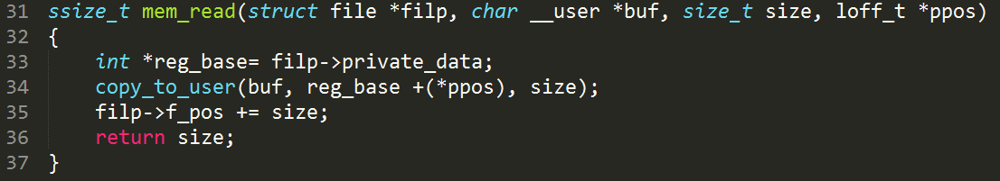 31 ssize_t mem_read(struct file *filp, char __user *buf, size_t size, loff_t *ppos)
32 {
33     int *reg_base= filp->private_data;
34     copy_to_user(buf, reg_base +(*ppos), size);
35     filp->f_pos += size;
36     return size;
37 }